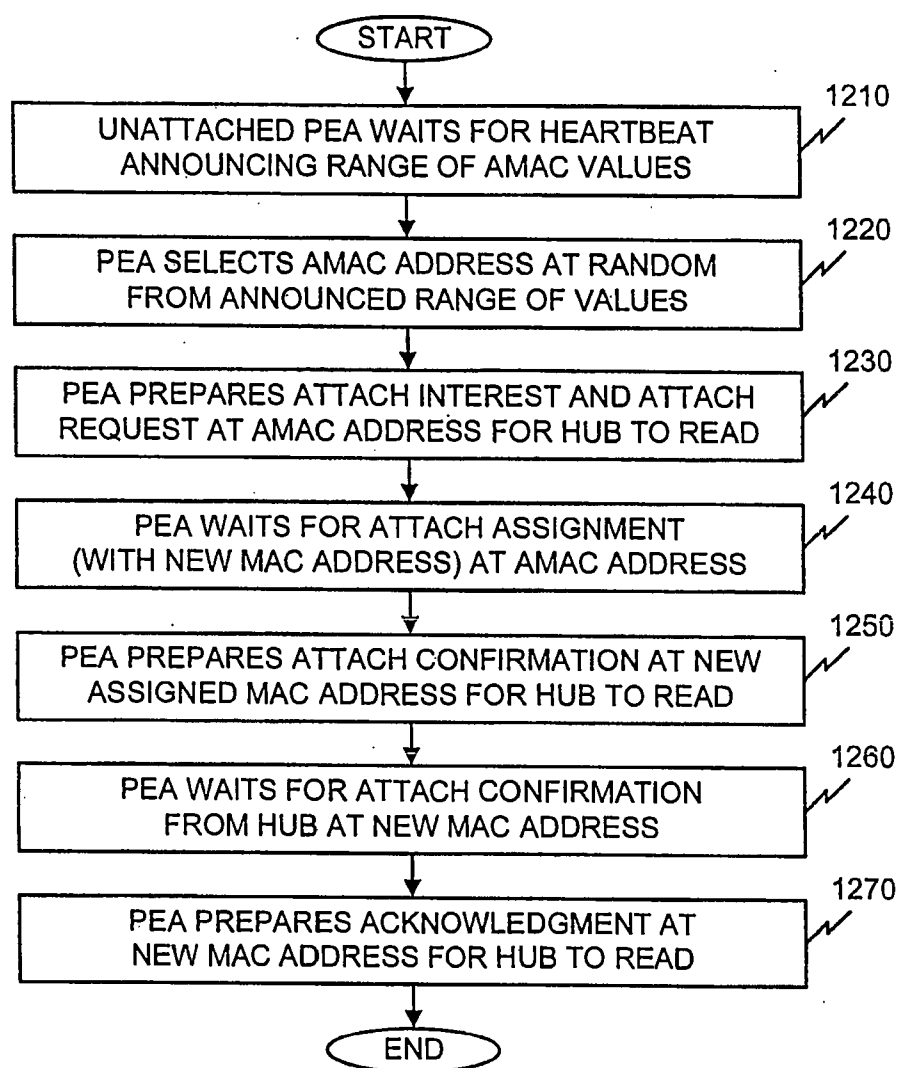 START
1210
UNATTACHED PEA WAITS FOR HEARTBEAT
ANNOUNCING RANGE OF AMAC VALUES
1220
PEA SELECTS AMAC ADDRESS AT RANDOM
FROM ANNOUNCED RANGE OF VALUES
1230
PEA PREPARES ATTACH INTEREST AND ATTACH
REQUEST AT AMAC ADDRESS FOR HUB TO READ
1240
PEA WAITS FOR ATTACH ASSIGNMENT
(WITH NEW MAC ADDRESS) AT AMAC ADDRESS
1250
PEA PREPARES ATTACH CONFIRMATION AT NEW
ASSIGNED MAC ADDRESS FOR HUB TO READ
1260
PEA WAITS FOR ATTACH CONFIRMATION
FROM HUB AT NEW MAC ADDRESS
1270
PEA PREPARES ACKNOWLEDGMENT AT
NEW MAC ADDRESS FOR HUB TO READ
END